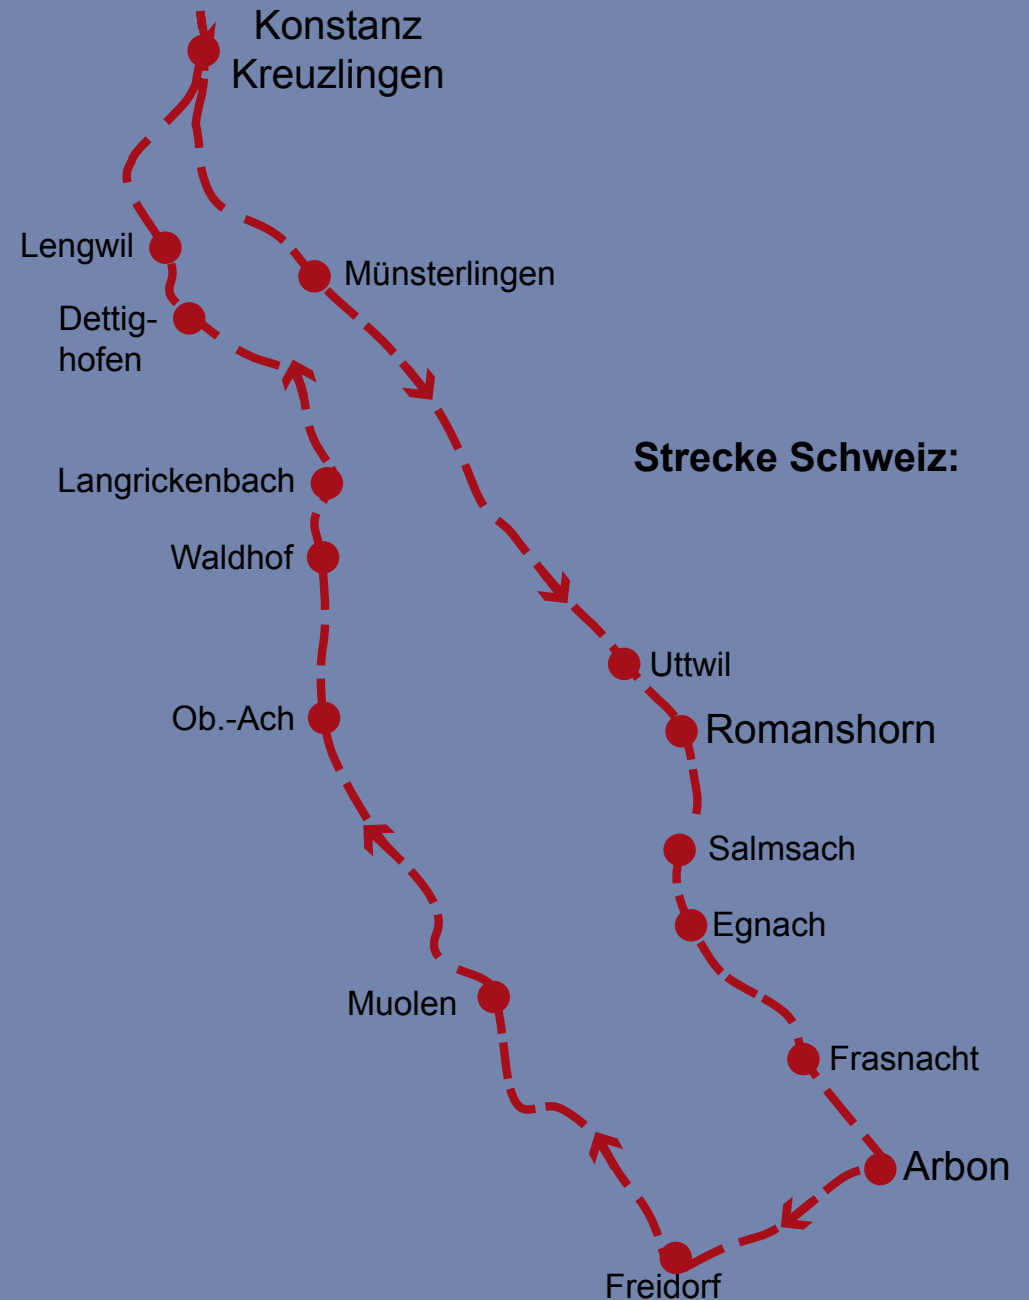 Konstanz
Kreuzlingen
Lengwil
Münsterlingen
Dettig-
hofen
Strecke Schweiz:
Langrickenbach
Waldhof
Uttwil
Ob.-Ach
Romanshorn
Salmsach
Egnach
Muolen
Frasnacht
Arbon
Freidorf